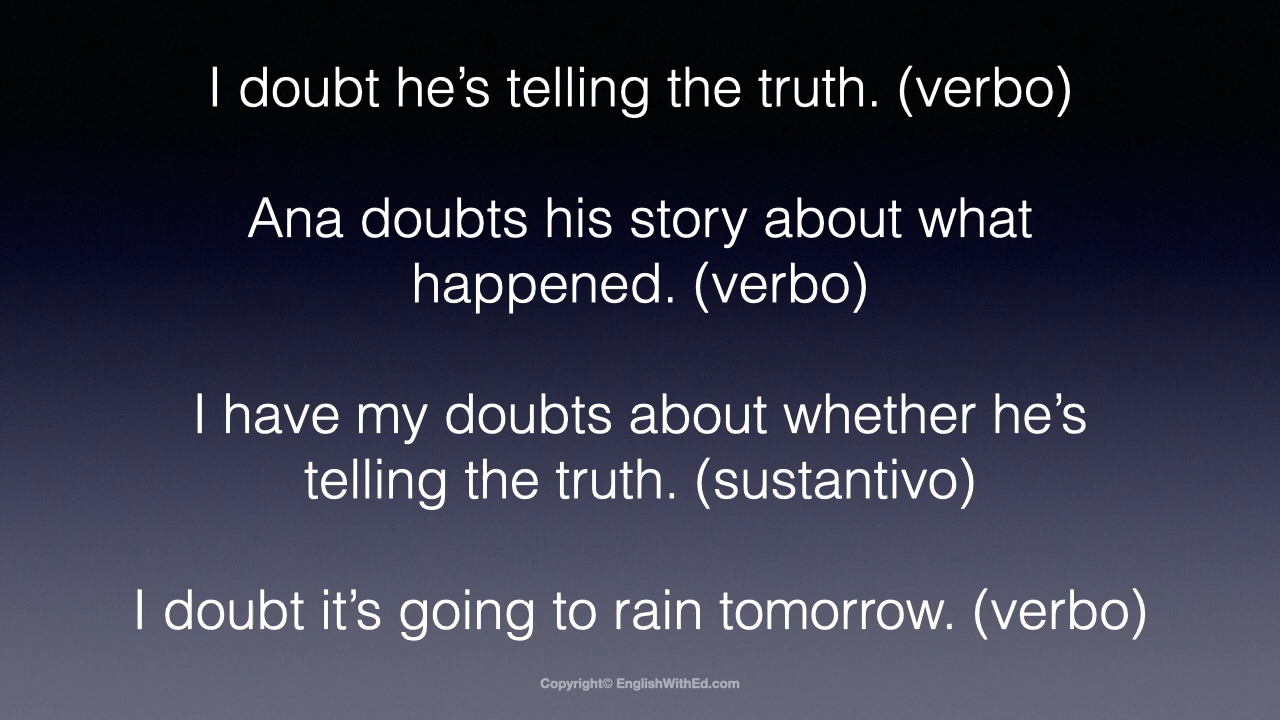 I doubt he’s telling the truth. (verbo)
Ana doubts his story about what
happened. (verbo)
I have my doubts about whether he’s
telling the truth. (sustantivo)
I doubt it’s going to rain tomorrow. (verbo)
Copyright© EnglishWithEd.com